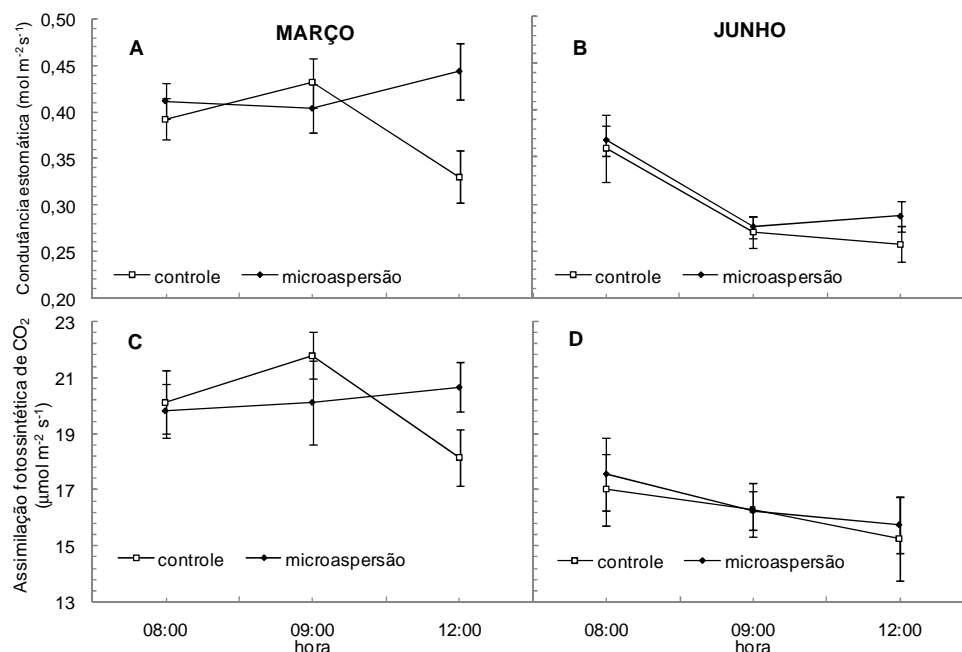 MARÇO
JUNHO
A
B
Condutância estomática (mol m⁻² s⁻¹)
0,50
0,45
0,40
0,35
0,30
0,25
0,20
controle
microaspersão
controle
microaspersão
C
D
Assimilação fotossintética de CO₂
(µmol m⁻² s⁻¹)
23
21
19
17
15
13
controle
microaspersão
controle
microaspersão
08:00
09:00
12:00
08:00
09:00
12:00
hora
hora